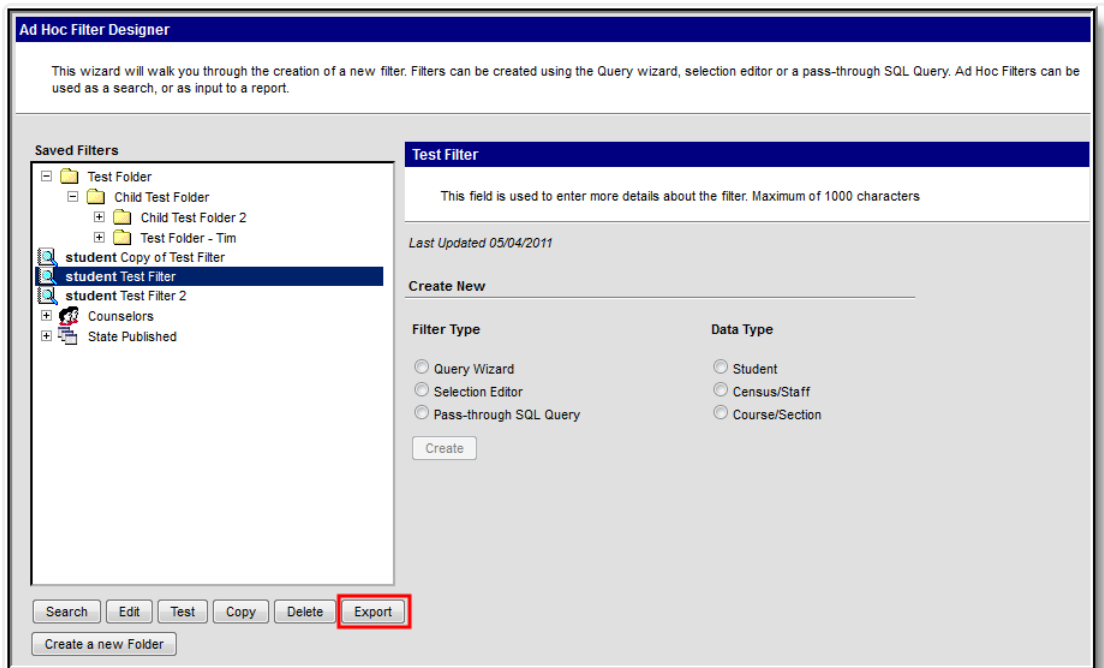 Ad Hoc Filter Designer
This wizard will walk you through the creation of a new filter. Filters can be created using the Query wizard, selection editor or a pass-through SQL Query. Ad Hoc Filters can be
used as a search, or as input to a report.
Saved Filters
Test Folder
Child Test Folder
Child Test Folder 2
Test Folder - Tim
student Copy of Test Filter
student Test Filter
student Test Filter 2
Counselors
State Published
Search
Edit
Test
Copy
Delete
Export
Create a new Folder
Test Filter
This field is used to enter more details about the filter. Maximum of 1000 characters
Last Updated 05/04/2011
Create New
Filter Type
Query Wizard
Selection Editor
Pass-through SQL Query
Create
Data Type
Student
Census/Staff
Course/Section